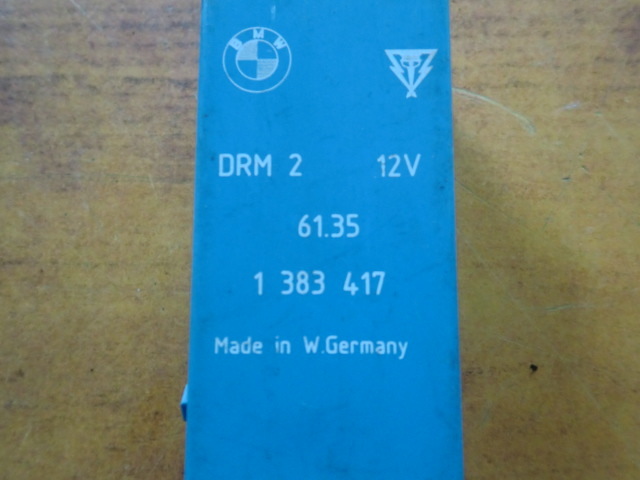 BMW
DRM 2 12V
61.35
1 383 417
Made in W.Germany